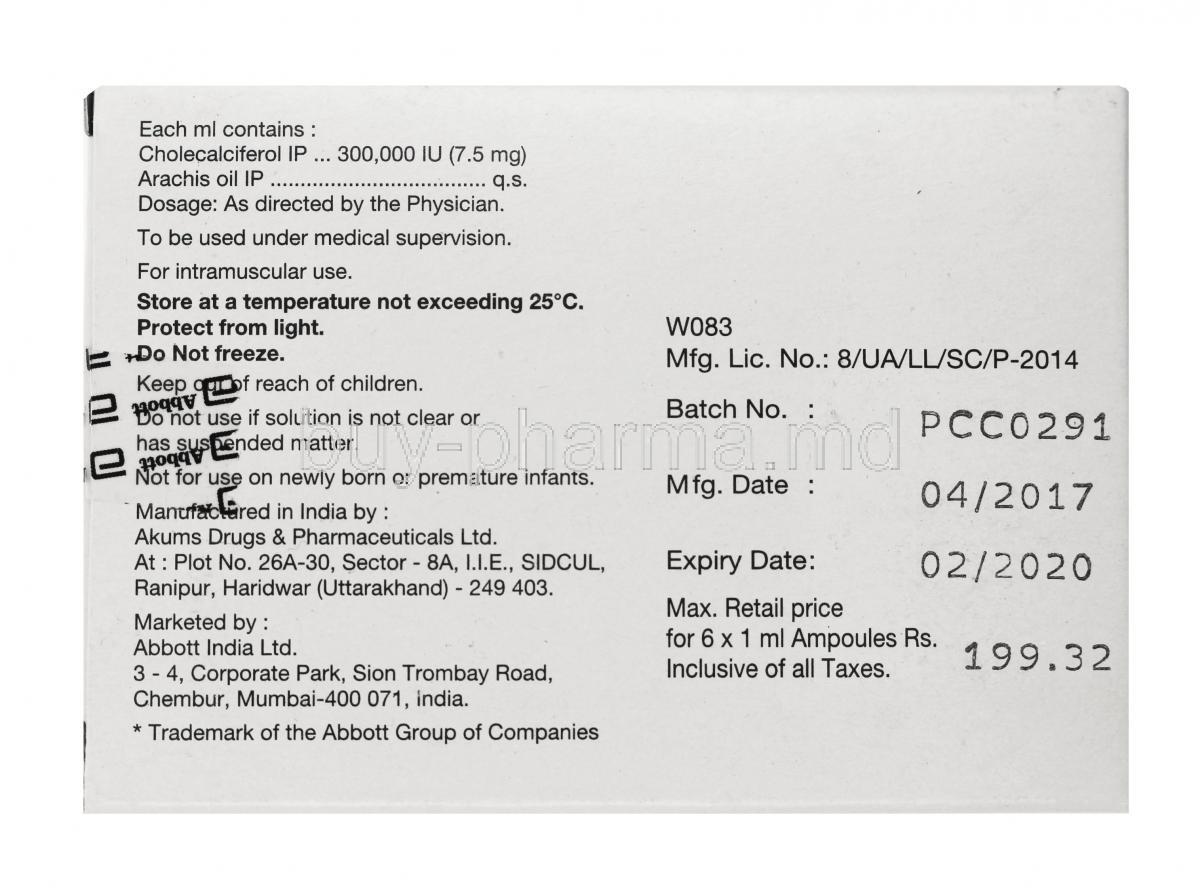 Each ml contains :
Cholecalciferol IP ... 300,000 IU (7.5 mg)
Arachis oil IP .................................... q.s.
Dosage: As directed by the Physician.
To be used under medical supervision.
For intramuscular use.
Store at a temperature not exceeding 25°C.
Protect from light.
Do Not freeze.
Keep out of reach of children.
Do not use if solution is not clear or
has suspended matter.
Not for use on newly born or premature infants.
Manufactured in India by :
Akums Drugs & Pharmaceuticals Ltd.
At : Plot No. 26A-30, Sector - 8A, I.I.E., SIDCUL,
Ranipur, Haridwar (Uttarakhand) - 249 403.
Marketed by :
Abbott India Ltd.
3 - 4, Corporate Park, Sion Trombay Road,
Chembur, Mumbai-400 071, India.
* Trademark of the Abbott Group of Companies
Abbott
Abbott
buy-pharma.md
W083
Mfg. Lic. No.: 8/UA/LL/SC/P-2014
Batch No. : PCC0291
Mfg. Date : 04/2017
Expiry Date: 02/2020
Max. Retail price
for 6 x 1 ml Ampoules Rs.
Inclusive of all Taxes. 199.32